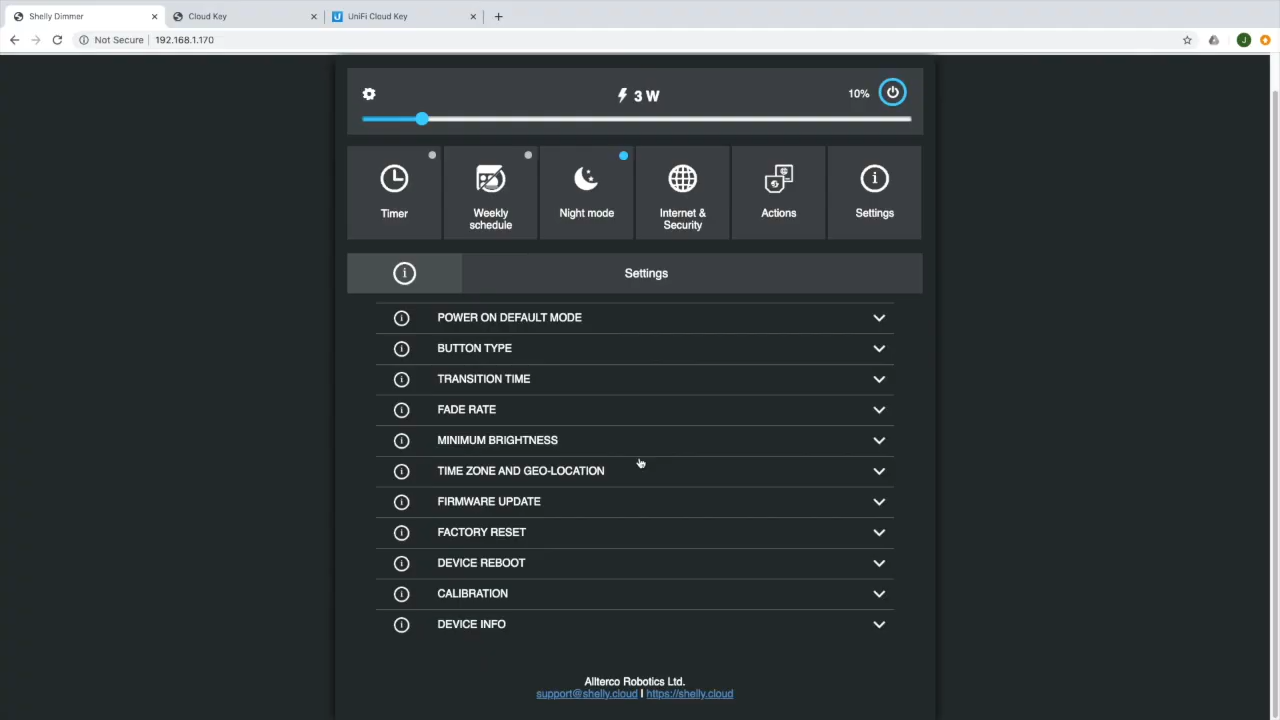 Shelly Dimmer
Cloud Key
UniFi Cloud Key
Not Secure
192.168.1.170
J
3 W
10%
Timer
Weekly
schedule
Night mode
Internet &
Security
Actions
Settings
Settings
POWER ON DEFAULT MODE
BUTTON TYPE
TRANSITION TIME
FADE RATE
MINIMUM BRIGHTNESS
TIME ZONE AND GEO-LOCATION
FIRMWARE UPDATE
FACTORY RESET
DEVICE REBOOT
CALIBRATION
DEVICE INFO
Allterco Robotics Ltd.
support@shelly.cloud | https://shelly.cloud